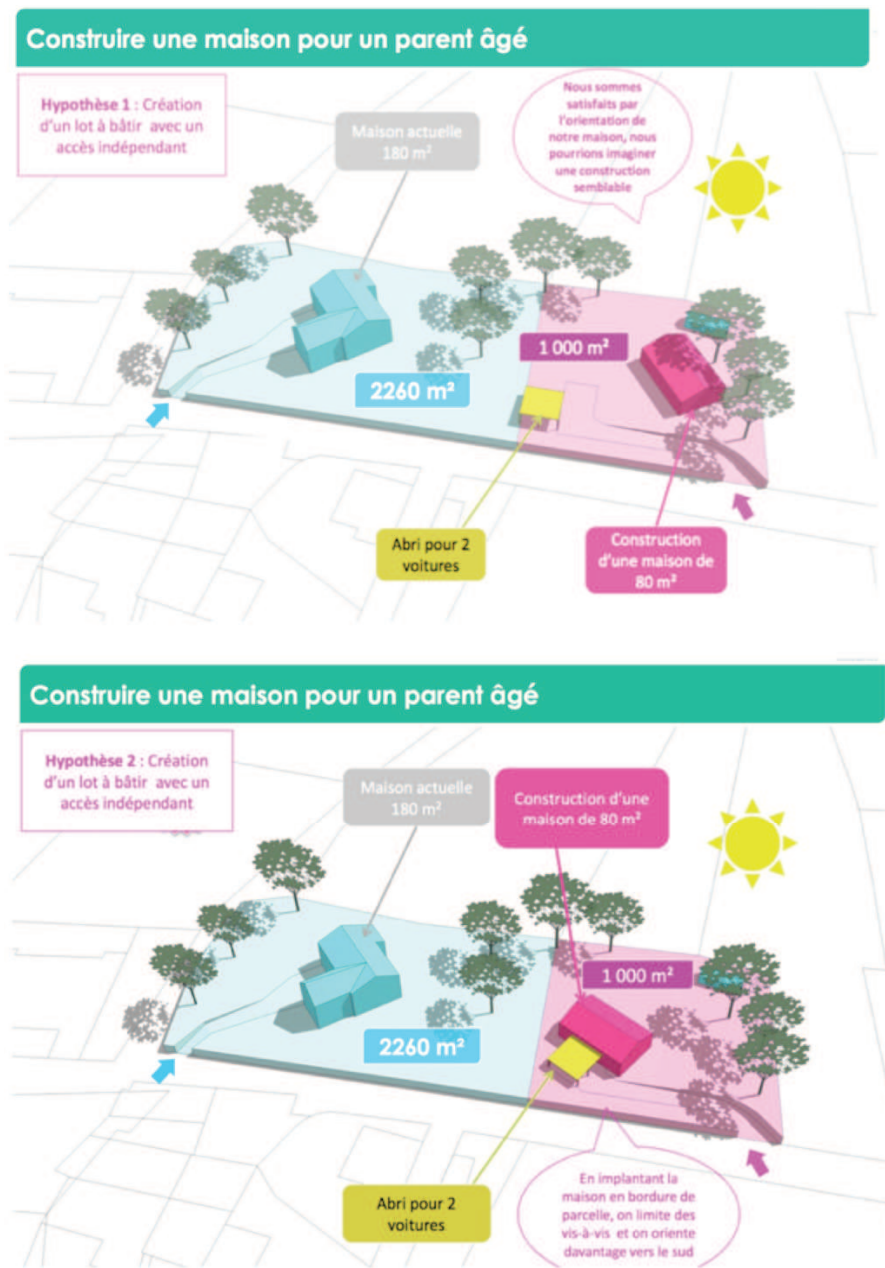 Construire une maison pour un parent âgé
Hypothèse 1 : Création
d'un lot à bâtir avec un
accès indépendant
Maison actuelle
180 m²
Nous sommes
satisfaits par
l'orientation de
notre maison, nous
pourrions imaginer
une construction
semblable
1 000 m²
2260 m²
Abri pour 2
voitures
Construction
d'une maison de
80 m²
Construire une maison pour un parent âgé
Hypothèse 2 : Création
d'un lot à bâtir avec un
accès indépendant
Maison actuelle
180 m²
Construction d'une
maison de 80 m²
1 000 m²
2260 m²
Abri pour 2
voitures
En implantant la
maison en bordure de
parcelle, on limite des
vis-à-vis et on oriente
davantage vers le sud